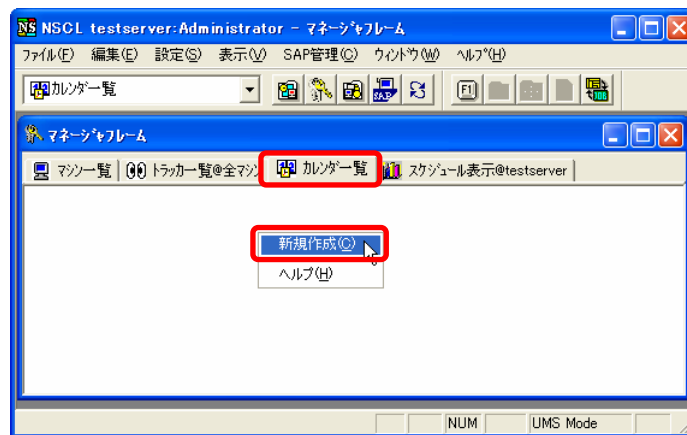 NS NSCL testserver:Administrator - ﾏﾈｰｼﾞｬﾌﾚｰﾑ
ﾌｧｲﾙ(F) 編集(E) 設定(S) 表示(V) SAP管理(C) ｳｨﾝﾄﾞｳ(W) ﾍﾙﾌﾟ(H)
ｶﾚﾝﾀﾞ一覧 SAP F1
ﾏﾈｰｼﾞｬﾌﾚｰﾑ
ﾏｼﾝ一覧 ﾄﾗｯｶ一覧@全ﾏｼﾝ ｶﾚﾝﾀﾞ一覧 ｽｹｼﾞｭｰﾙ表示@testserver
新規作成(C)
ﾍﾙﾌﾟ(H)
NUM UMS Mode